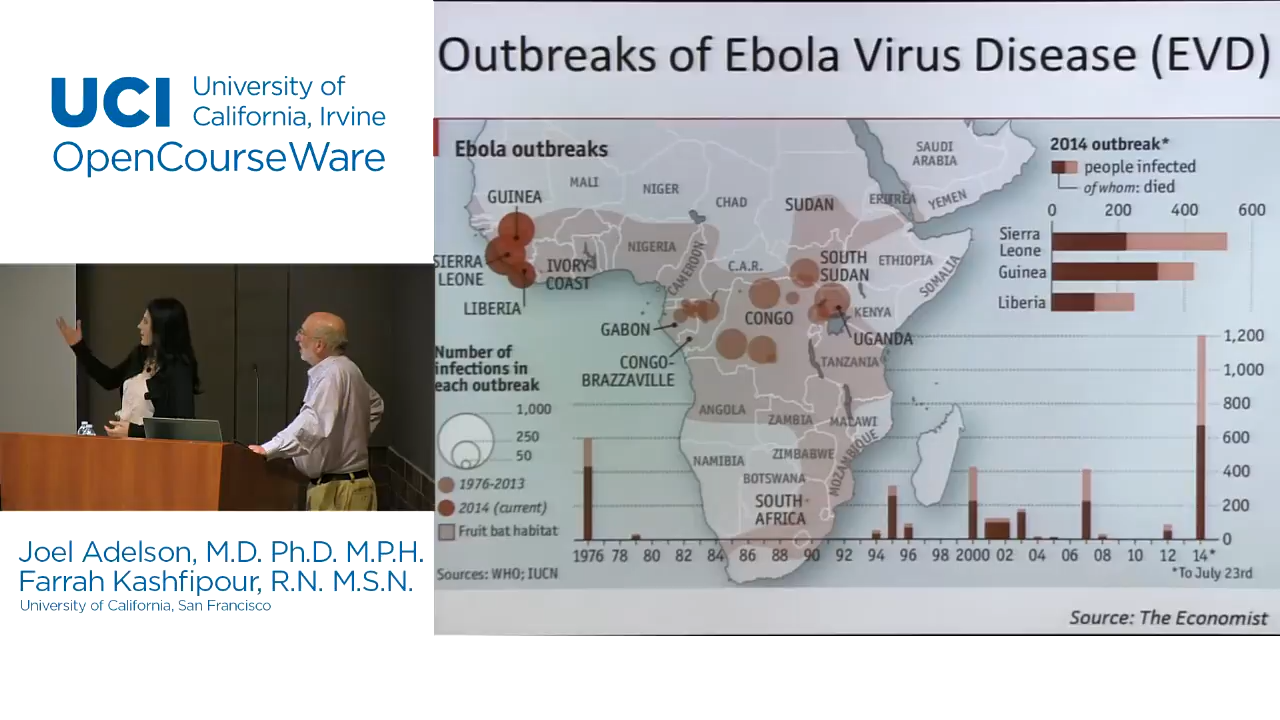 UCI University of
California, Irvine
OpenCourseWare
Joel Adelson, M.D. Ph.D. M.P.H.
Farrah Kashfipour, R.N. M.S.N.
University of California, San Francisco
Outbreaks of Ebola Virus Disease (EVD)
Ebola outbreaks
GUINEA
MALI
NIGER
CHAD
SUDAN
ERITREA
YEMEN
SAUDI
ARABIA
SIERRA
LEONE
LIBERIA
IVORY
COAST
NIGERIA
CAMEROON
C.A.R.
SOUTH
SUDAN
ETHIOPIA
SOMALIA
GABON
CONGO
KENYA
UGANDA
CONGO-
BRAZZAVILLE
TANZANIA
ANGOLA
ZAMBIA
MALAWI
MOZAMBIQUE
NAMIBIA
ZIMBABWE
BOTSWANA
SOUTH
AFRICA
Number of
infections in
each outbreak
1,000
250
50
1976-2013
2014 (current)
Fruit bat habitat
Sources: WHO; IUCN
2014 outbreak*
people infected
of whom: died
0 200 400 600
Sierra
Leone
Guinea
Liberia
1,200
1,000
800
600
400
200
0
1976 78 80 82 84 86 88 90 92 94 96 98 2000 02 04 06 08 10 12 14*
*To July 23rd
Source: The Economist